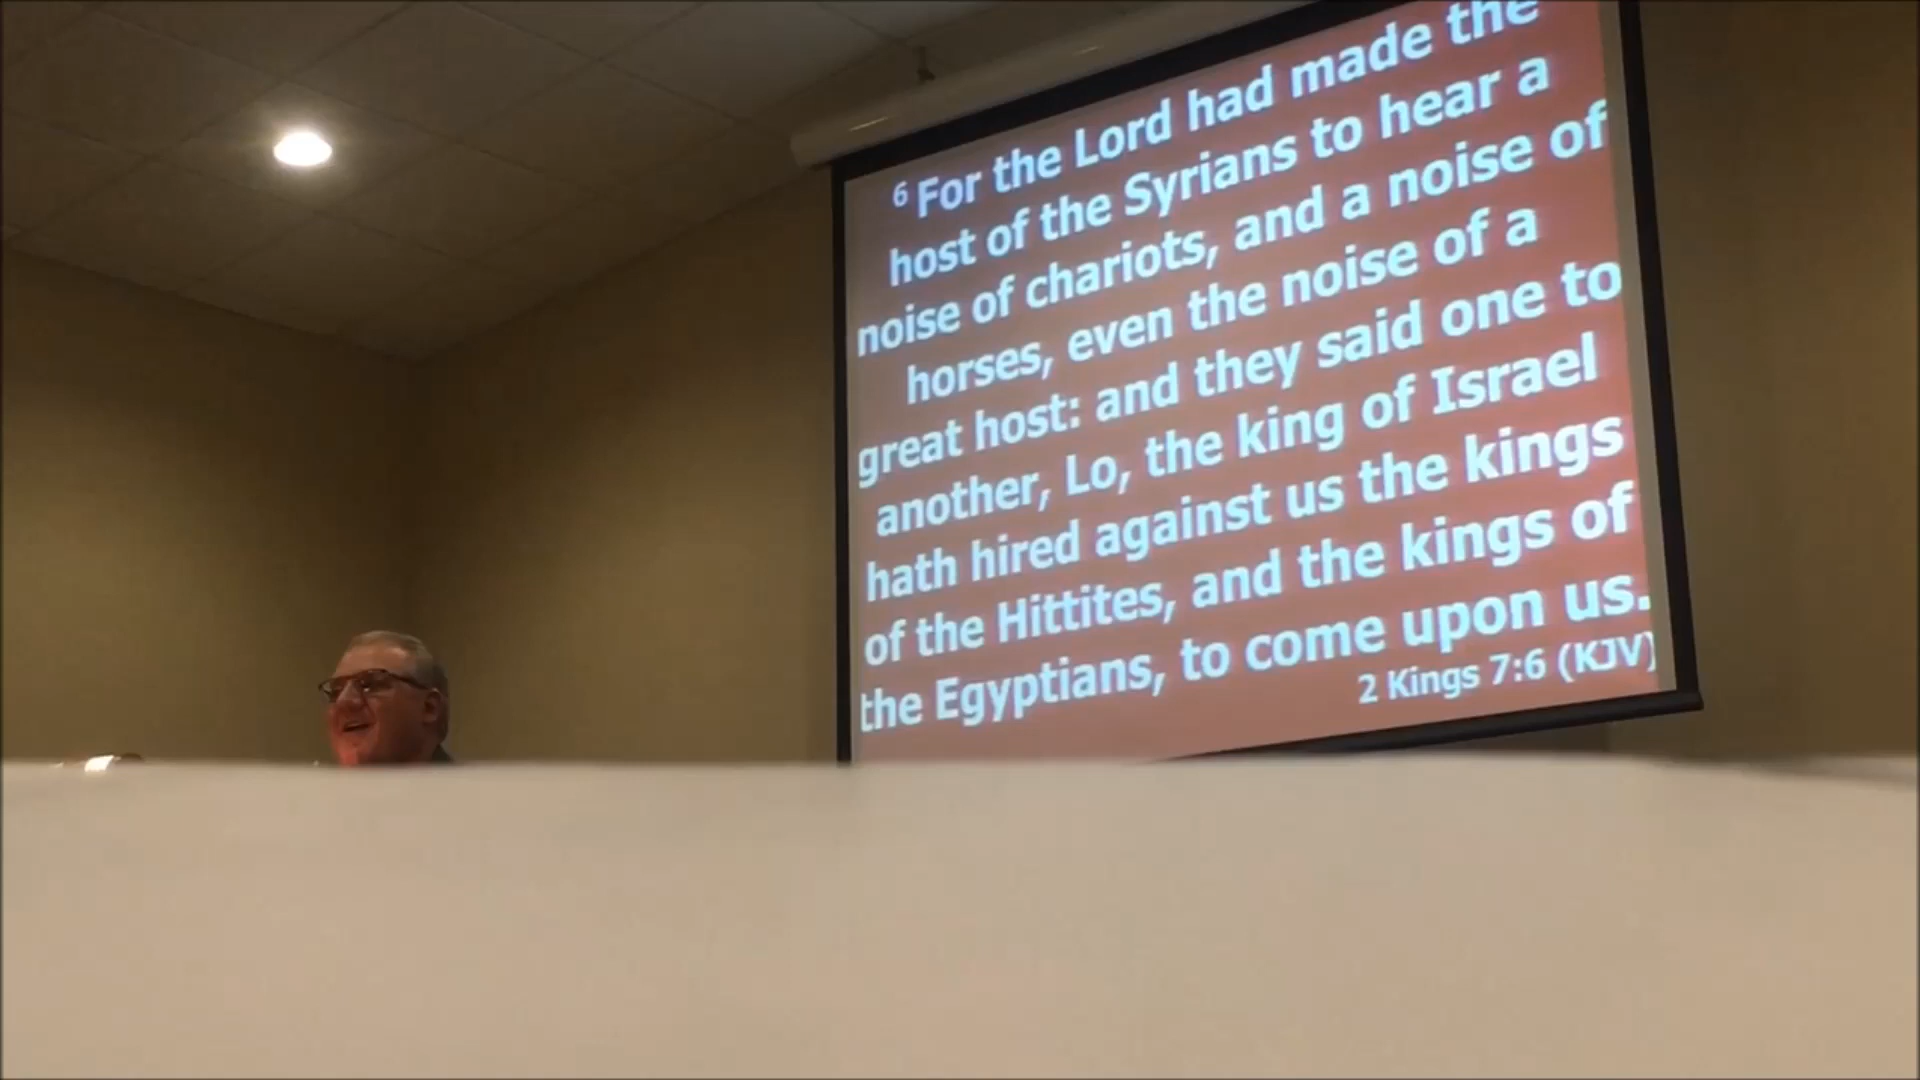 6 For the Lord had made the
host of the Syrians to hear a
noise of chariots, and a noise of
horses, even the noise of a
great host: and they said one to
another, Lo, the king of Israel
hath hired against us the kings
of the Hittites, and the kings of
the Egyptians, to come upon us.
2 Kings 7:6 (KJV)